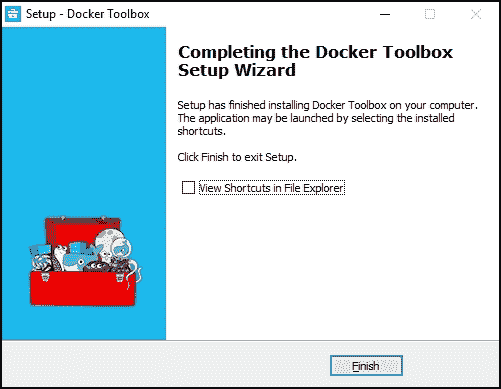 Setup - Docker Toolbox
Completing the Docker Toolbox
Setup Wizard
Setup has finished installing Docker Toolbox on your computer.
The application may be launched by selecting the installed
shortcuts.
Click Finish to exit Setup.
View Shortcuts in File Explorer
Finish